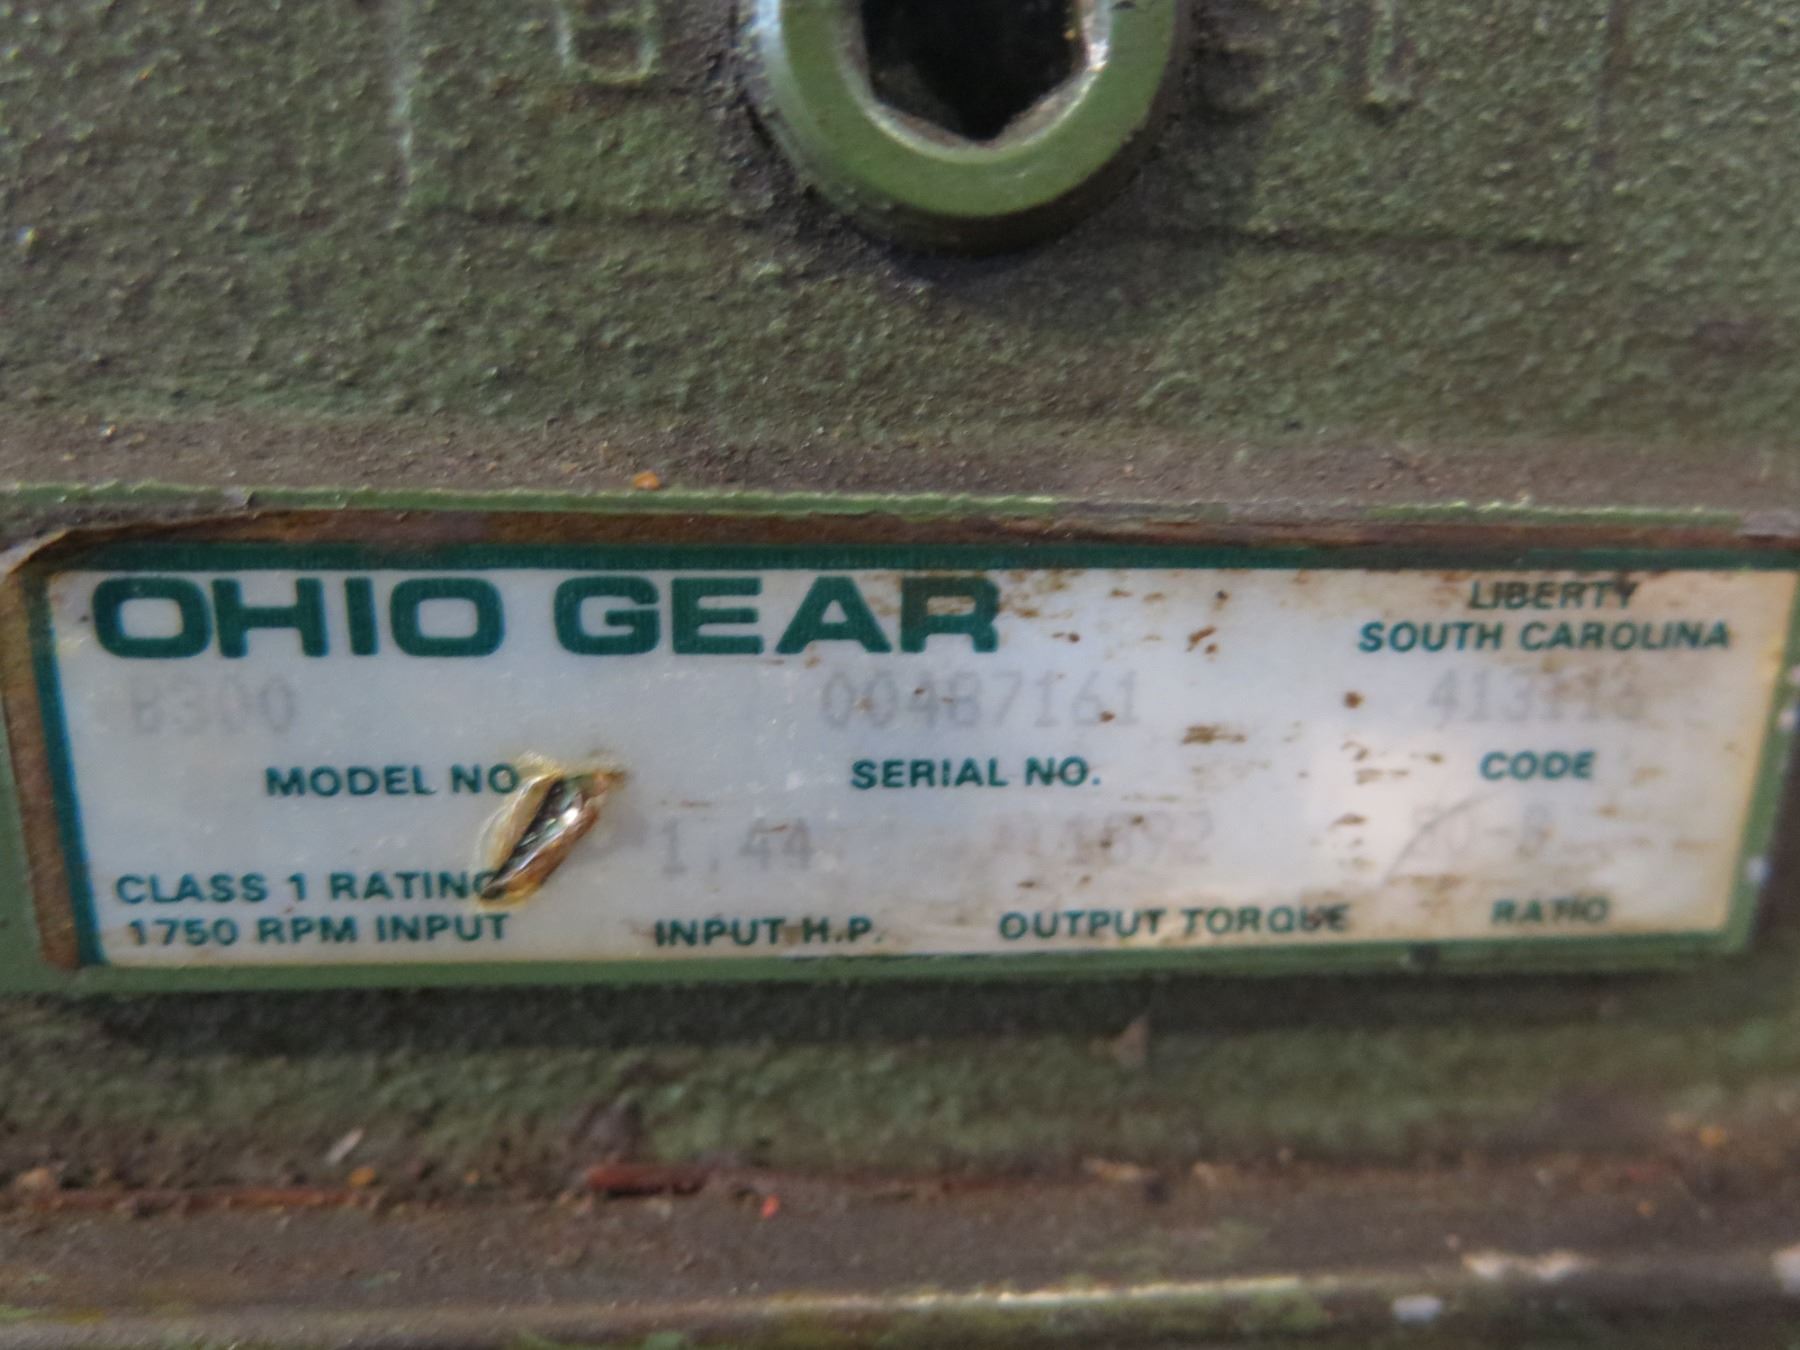 OHIO GEAR
LIBERTY
SOUTH CAROLINA
B300 00487161
MODEL NO. SERIAL NO. CODE
1.44
CLASS 1 RATING
1750 RPM INPUT INPUT H.P. OUTPUT TORQUE RATIO